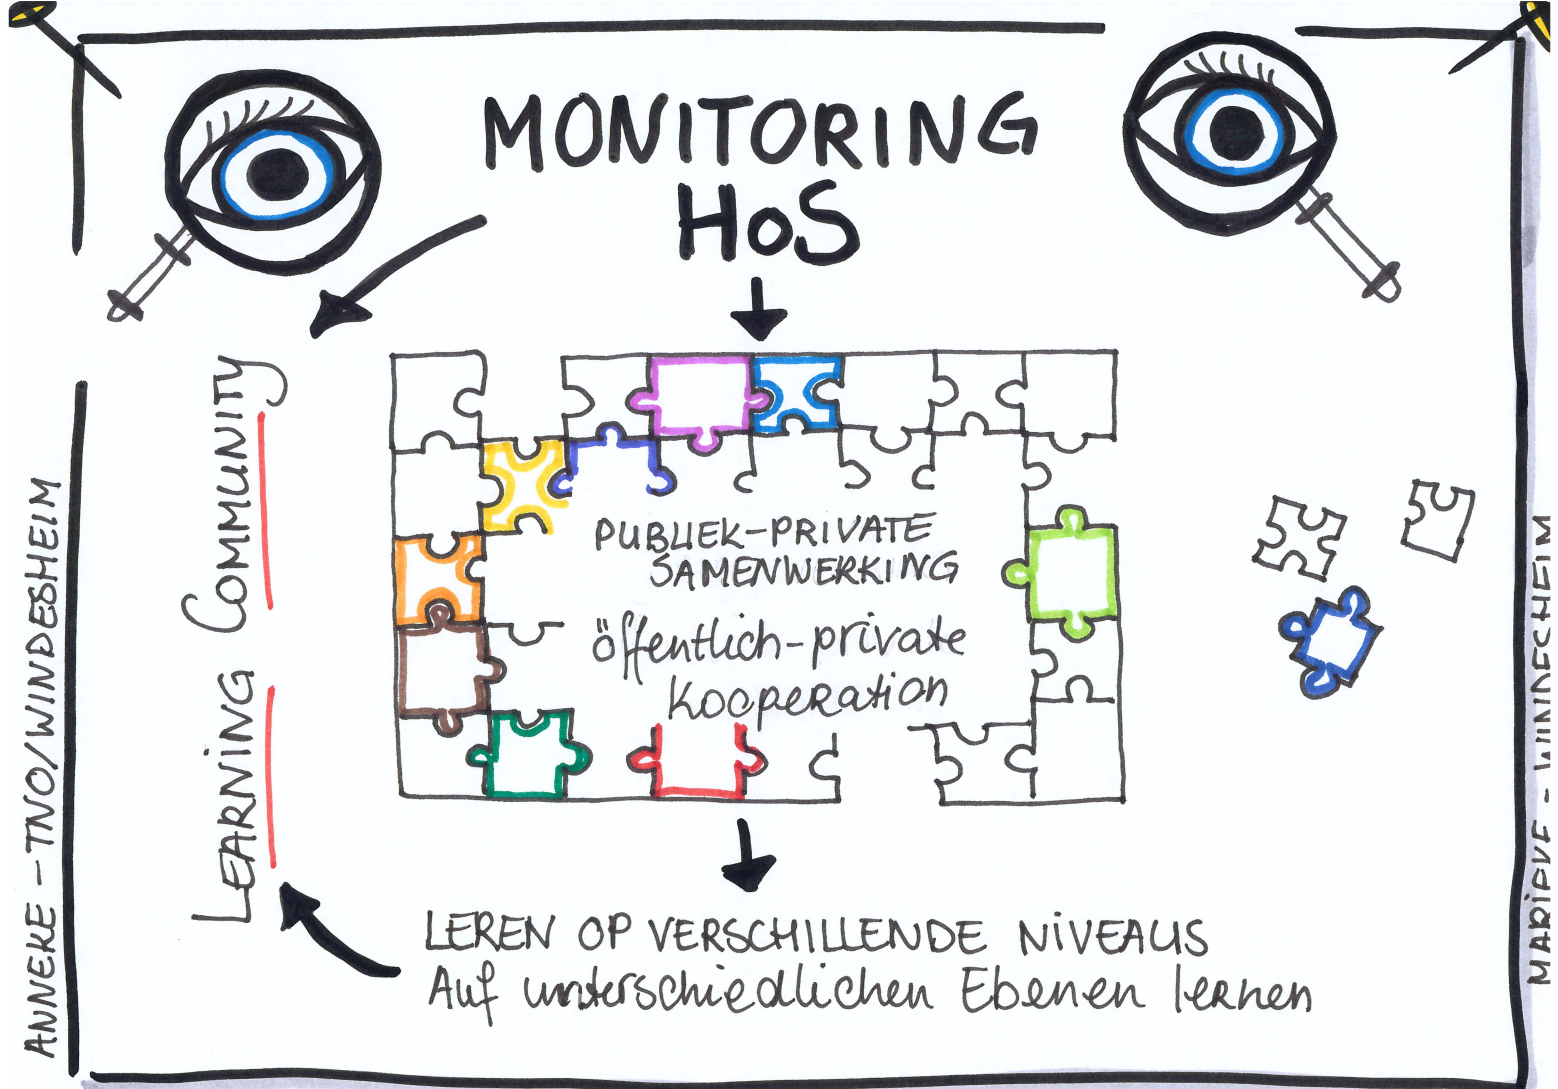 MONITORING
HoS
LEARNING COMMUNITY
PUBLIEK-PRIVATE
SAMENWERKING
öffentlich-private
Kooperation
LEREN OP VERSCHILLENDE NIVEAUS
Auf unterschiedlichen Ebenen lernen
ANNEKE - TNO/WINDESHEIM
- WINDESHEIM